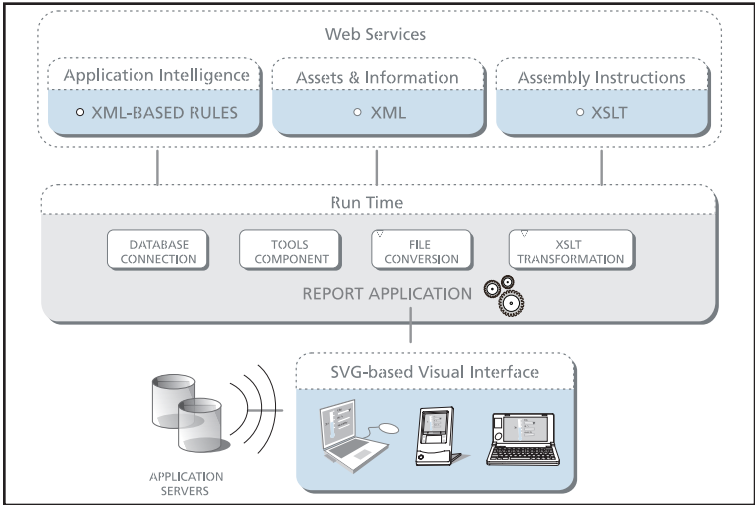 Web Services
Application Intelligence
XML-BASED RULES
Assets & Information
XML
Assembly Instructions
XSLT
Run Time
DATABASE
CONNECTION
TOOLS
COMPONENT
FILE
CONVERSION
XSLT
TRANSFORMATION
REPORT APPLICATION
SVG-based Visual Interface
APPLICATION
SERVERS